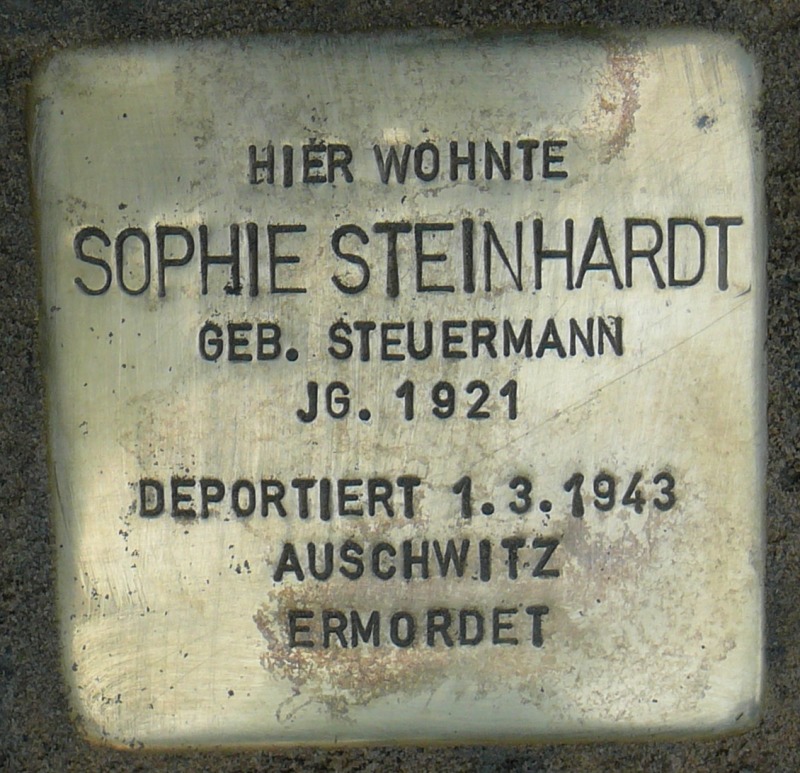 HIER WOHNTE
SOPHIE STEINHARDT
GEB. STEUERMANN
JG. 1921
DEPORTIERT 1.3.1943
AUSCHWITZ
ERMORDET